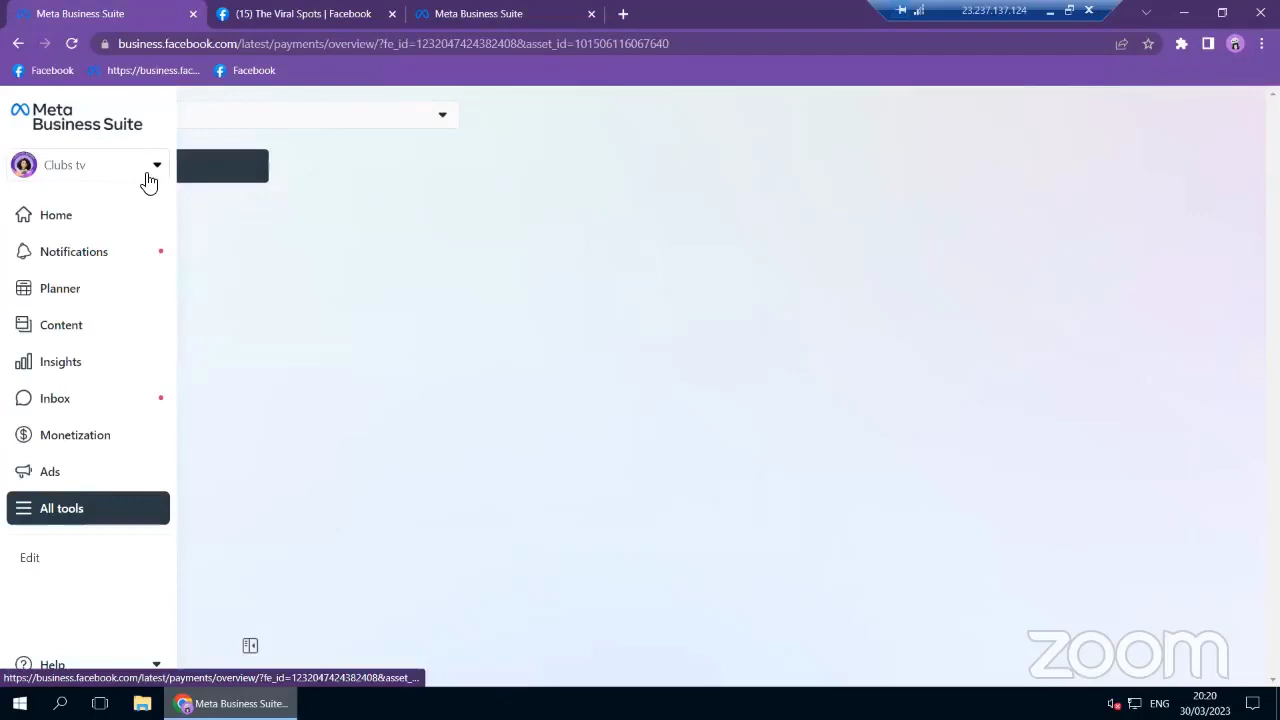 Meta Business Suite
(15) The Viral Spots | Facebook
Meta Business Suite
23.237.137.124
business.facebook.com/latest/payments/overview/?fe_id=1232047424382408&asset_id=101506116067640
Facebook
https://business.fac...
Facebook
Meta
Business Suite
Clubs tv
Home
Notifications
Planner
Content
Insights
Inbox
Monetization
Ads
All tools
Edit
Help
zoom
https://business.facebook.com/latest/payments/overview/?fe_id=1232047424382408&asset_...
Meta Business Suite...
ENG
20:20
30/03/2023